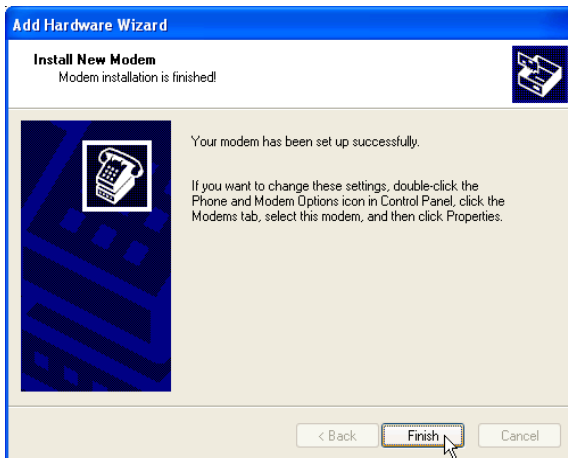 Add Hardware Wizard
Install New Modem
Modem installation is finished!
Your modem has been set up successfully.
If you want to change these settings, double-click the
Phone and Modem Options icon in Control Panel, click the
Modems tab, select this modem, and then click Properties.
< Back Finish Cancel